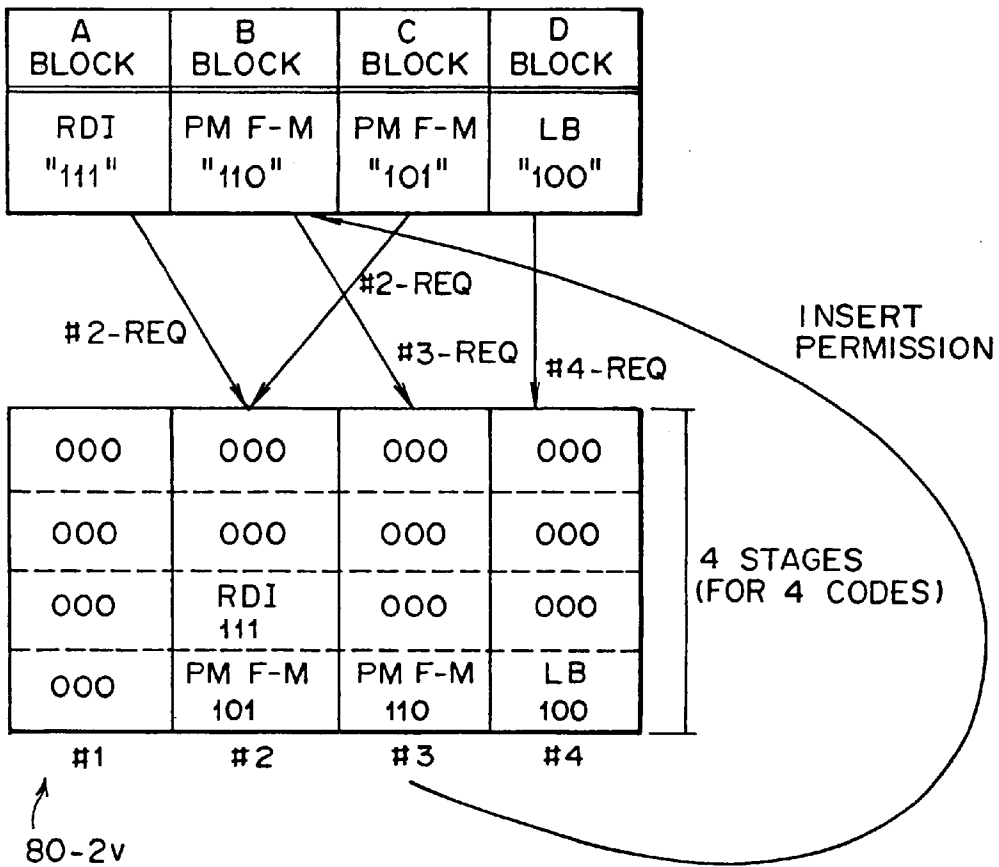 A BLOCK B BLOCK C BLOCK D BLOCK
RDI "111" PM F-M "110" PM F-M "101" LB "100"
#2-REQ
#2-REQ
#3-REQ
#4-REQ
INSERT
PERMISSION
000 000 000 000
000 000 000 000
000 RDI 111 000 000
000 PM F-M 101 PM F-M 110 LB 100
4 STAGES
(FOR 4 CODES)
#1 #2 #3 #4
80-2v